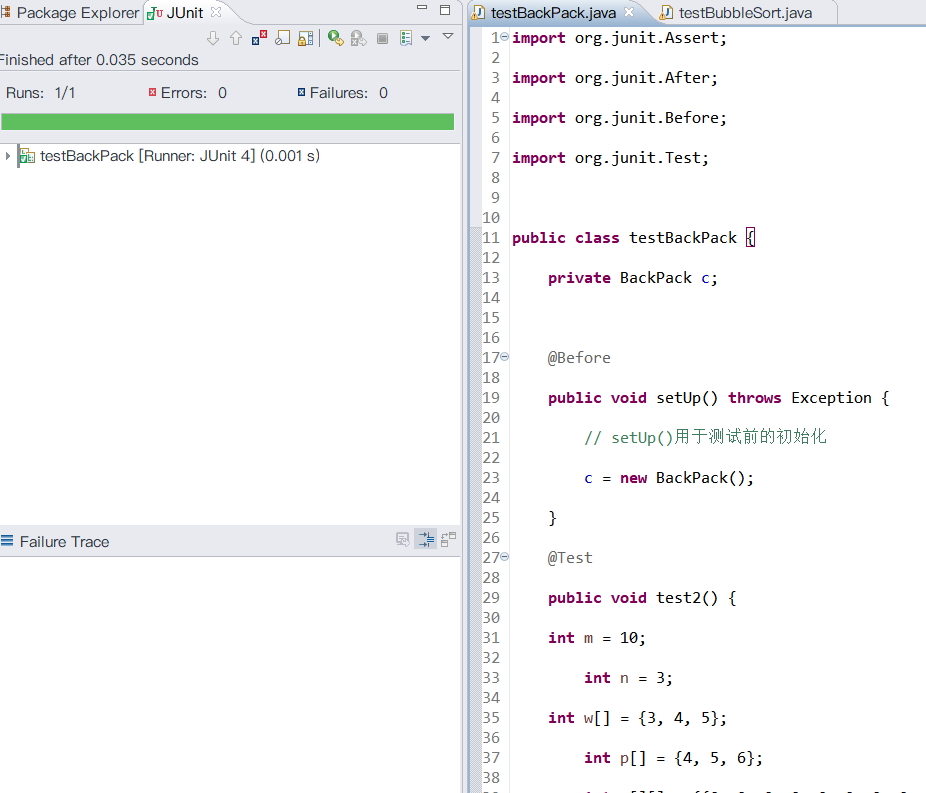 Package Explorer JUnit
Finished after 0.035 seconds
Runs: 1/1 Errors: 0 Failures: 0
testBackPack [Runner: JUnit 4] (0.001 s)
Failure Trace
testBackPack.java testBubbleSort.java
1 import org.junit.Assert;
2
3 import org.junit.After;
4
5 import org.junit.Before;
6
7 import org.junit.Test;
8
9
10
11 public class testBackPack {
12
13 private BackPack c;
14
15
16
17 @Before
18
19 public void setUp() throws Exception {
20
21 // setUp()用于测试前的初始化
22
23 c = new BackPack();
24
25 }
26
27 @Test
28
29 public void test2() {
30
31 int m = 10;
32
33 int n = 3;
34
35 int w[] = {3, 4, 5};
36
37 int p[] = {4, 5, 6};
38